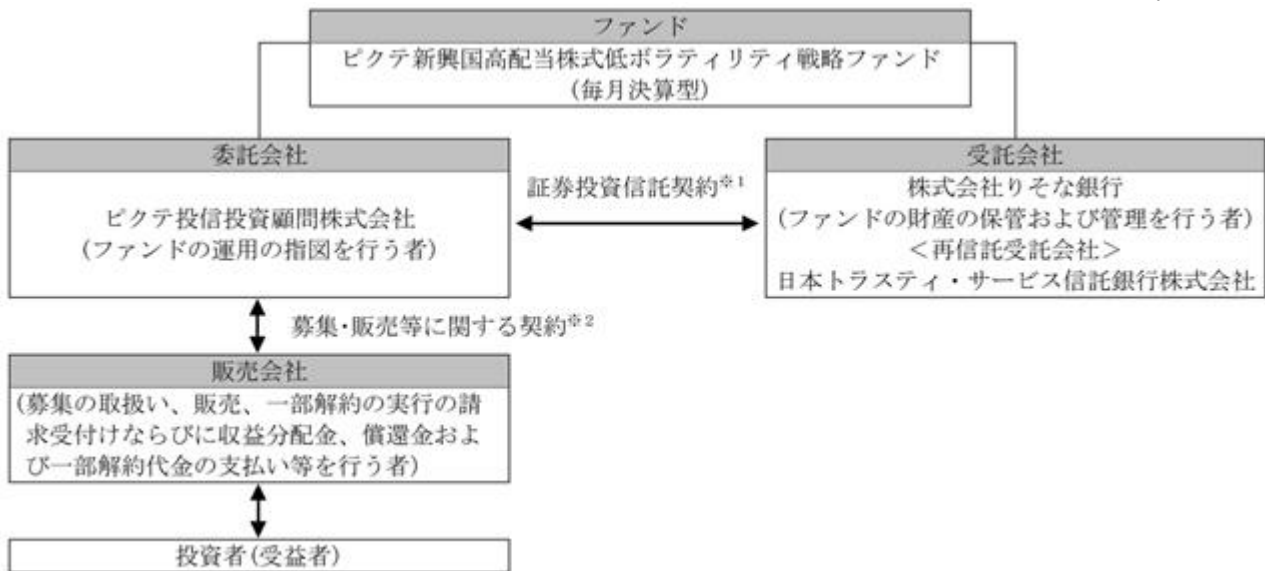 ファンド
ピクテ新興国高配当株式低ボラティリティ戦略ファンド
(毎月決算型)
委託会社
ピクテ投信投資顧問株式会社
(ファンドの運用の指図を行う者)
証券投資信託契約※1
受託会社
株式会社りそな銀行
(ファンドの財産の保管および管理を行う者)
＜再信託受託会社＞
日本トラスティ・サービス信託銀行株式会社
募集･販売等に関する契約※2
販売会社
(募集の取扱い、販売、一部解約の実行の請
求受付けならびに収益分配金、償還金およ
び一部解約代金の支払い等を行う者)
投資者(受益者)